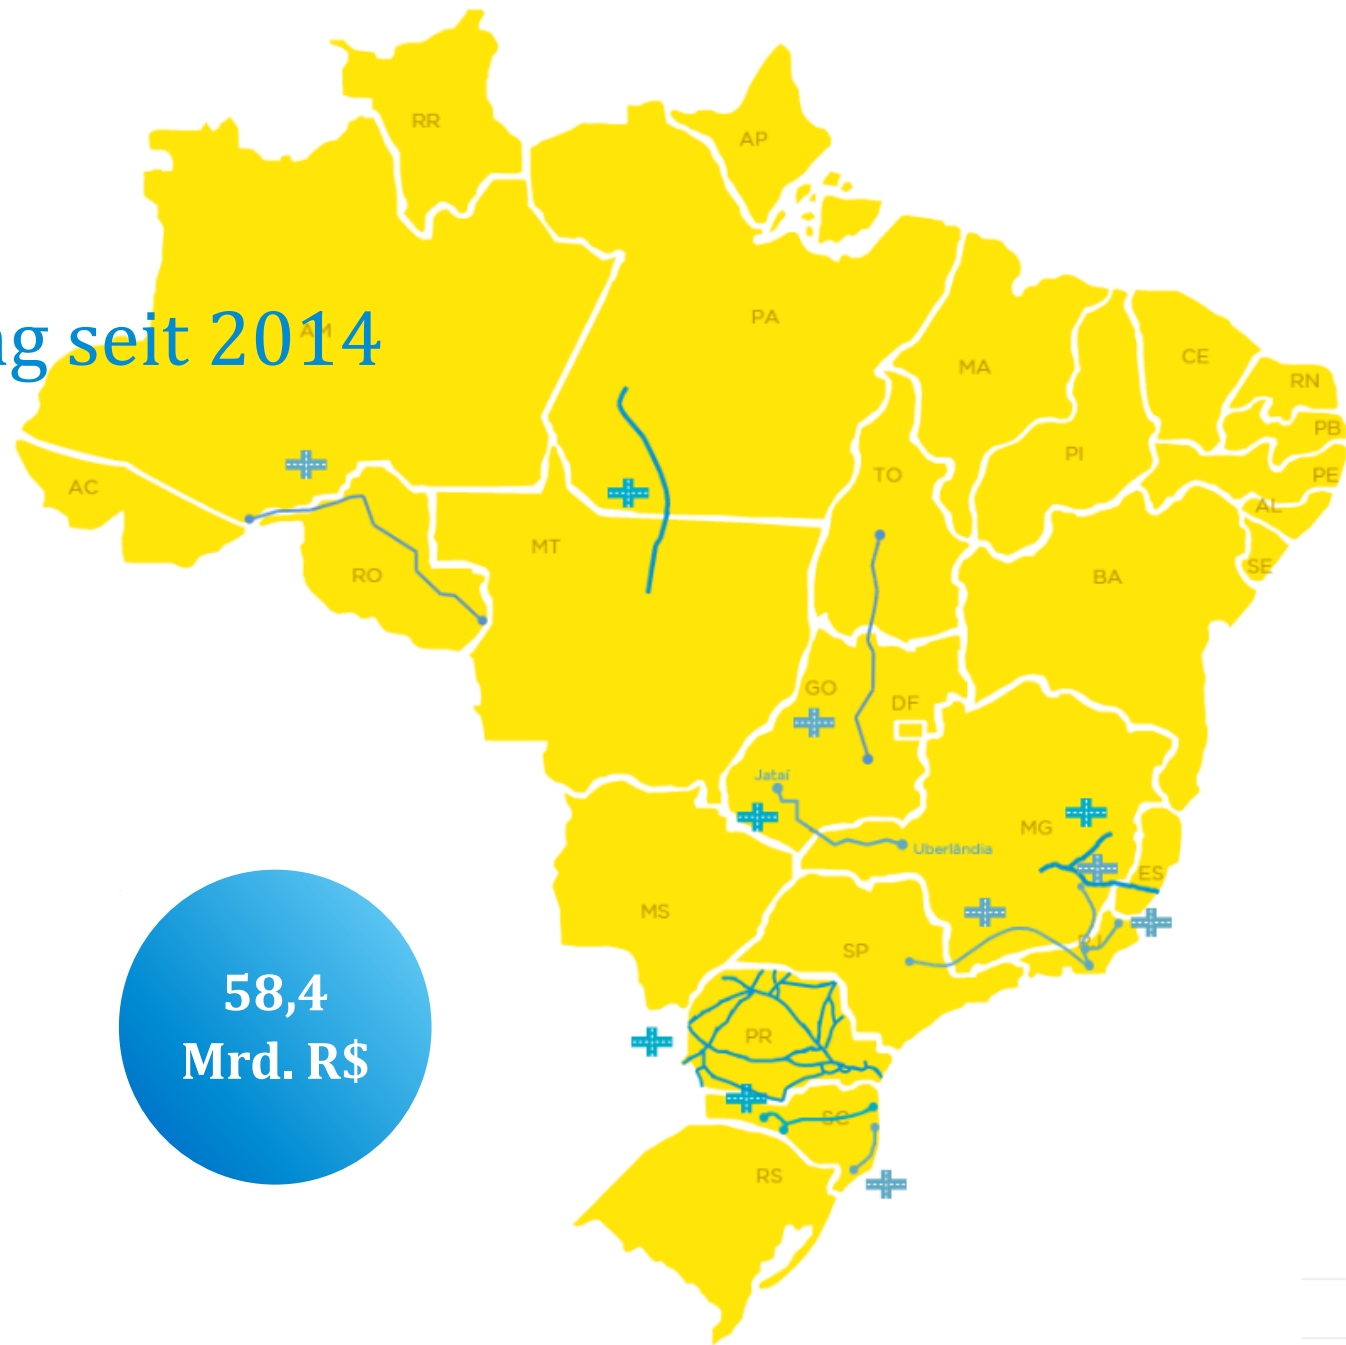 RR
AP
ng seit 2014
AM
PA
MA
CE
RN
PB
PI
PE
AC
TO
AL
MT
SE
RO
BA
GO
DF
Jataí
MG
Uberlândia
ES
MS
SP
RJ
58,4
Mrd. R$
PR
SC
RS